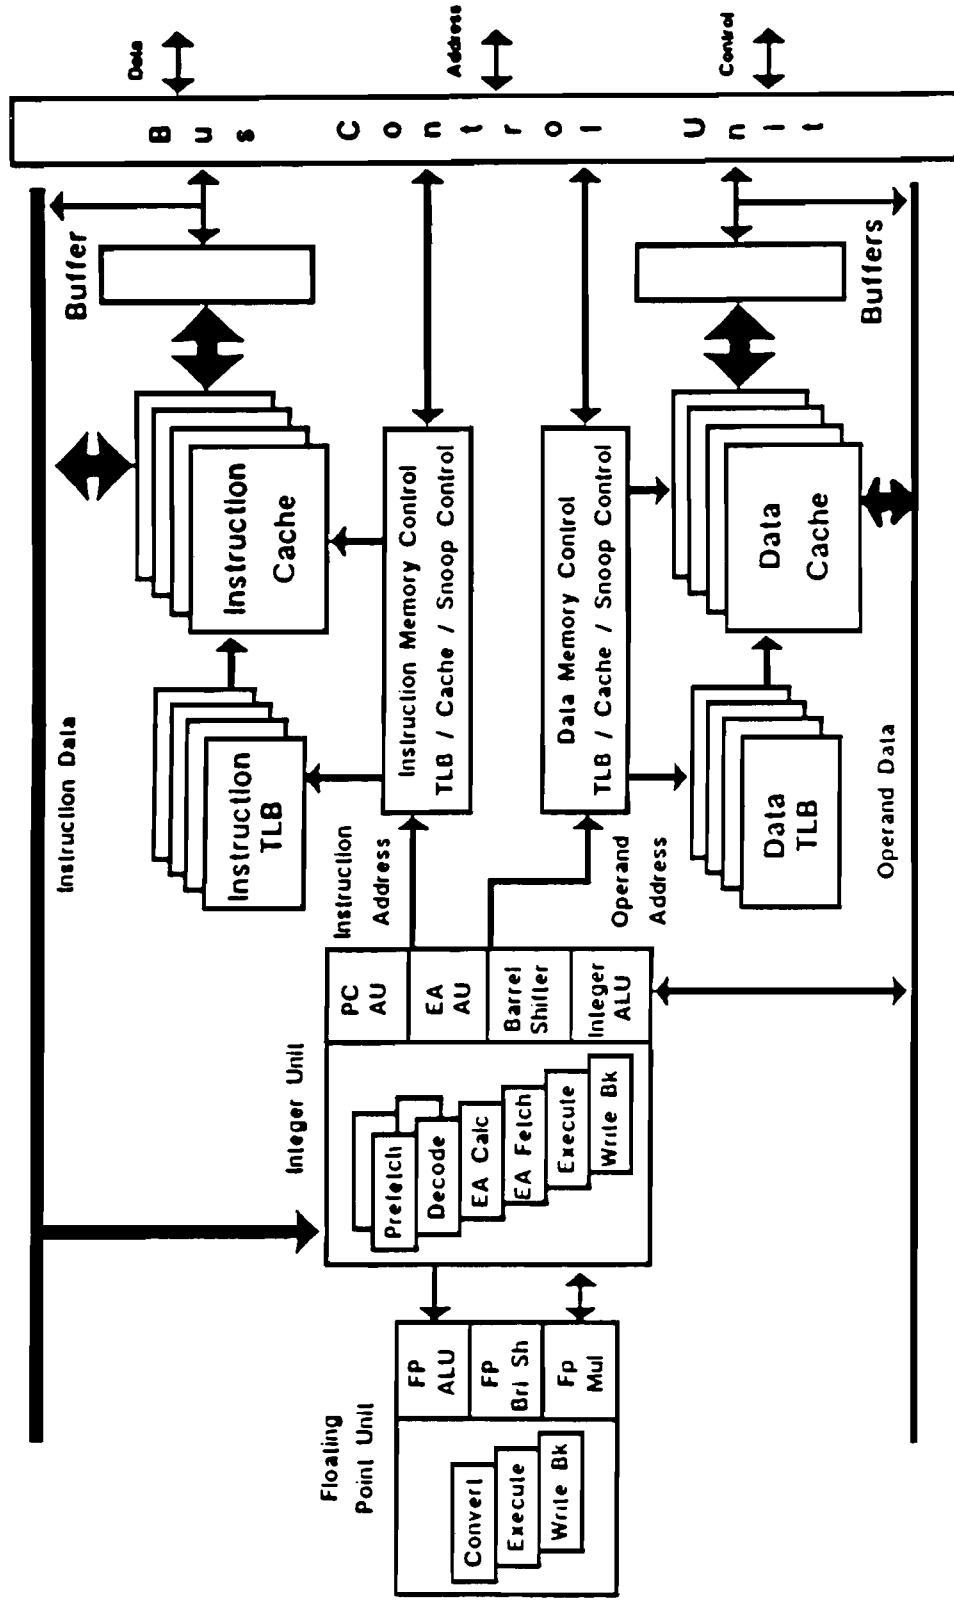 Instruction Data
Buffer
Data
Bus Control Unit
Address
Control
Instruction
Cache
Instruction
TLB
Instruction Memory Control
TLB / Cache / Snoop Control
Instruction
Address
Data Memory Control
TLB / Cache / Snoop Control
Operand
Address
Data
Cache
Data
TLB
Buffers
Operand Data
Integer Unit
Prefetch
Decode
EA Calc
EA Fetch
Execute
Write Bk
PC
AU
EA
AU
Barrel
Shifter
Integer
ALU
Floating
Point Unit
Convert
Execute
Write Bk
FP
ALU
FP
Brl Sh
Fp
Mul